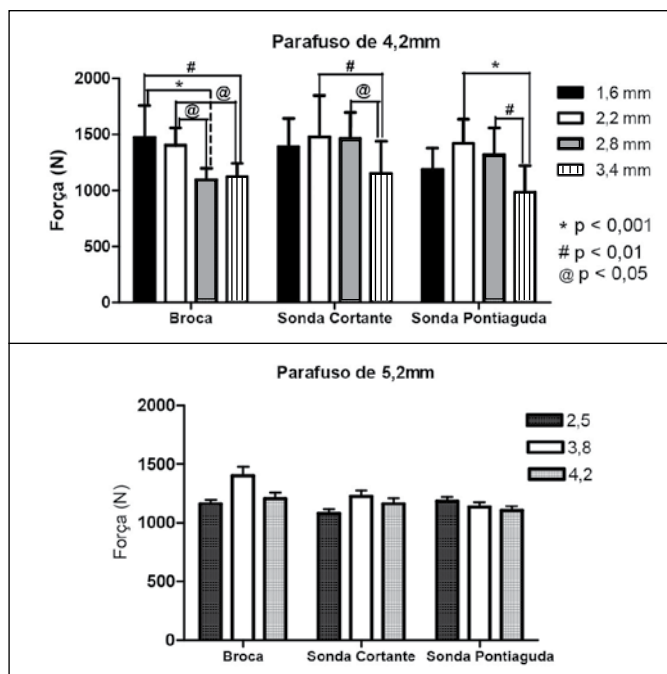 Parafuso de 4,2mm
Força (N)
2000
1500
1000
500
0
#
*
@
@
#
@
*
#
1,6 mm
2,2 mm
2,8 mm
3,4 mm
* p < 0,001
# p < 0,01
@ p < 0,05
Broca
Sonda Cortante
Sonda Pontiaguda
Parafuso de 5,2mm
Força (N)
2000
1500
1000
500
0
2,5
3,8
4,2
Broca
Sonda Cortante
Sonda Pontiaguda